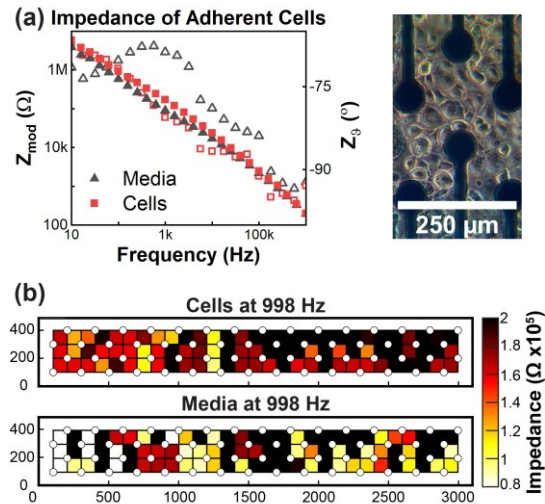 (a) Impedance of Adherent Cells
1M
10k
100
Z_mod (Ω)
-75
-90
Z_ϑ (°)
Media
Cells
10 1k 100k
Frequency (Hz)
250 µm
(b)
Cells at 998 Hz
400
200
0
Media at 998 Hz
400
200
0
0 500 1000 1500 2000 2500 3000
2
1.8
1.6
1.4
1.2
1
0.8
Impedance (Ω x10⁵)